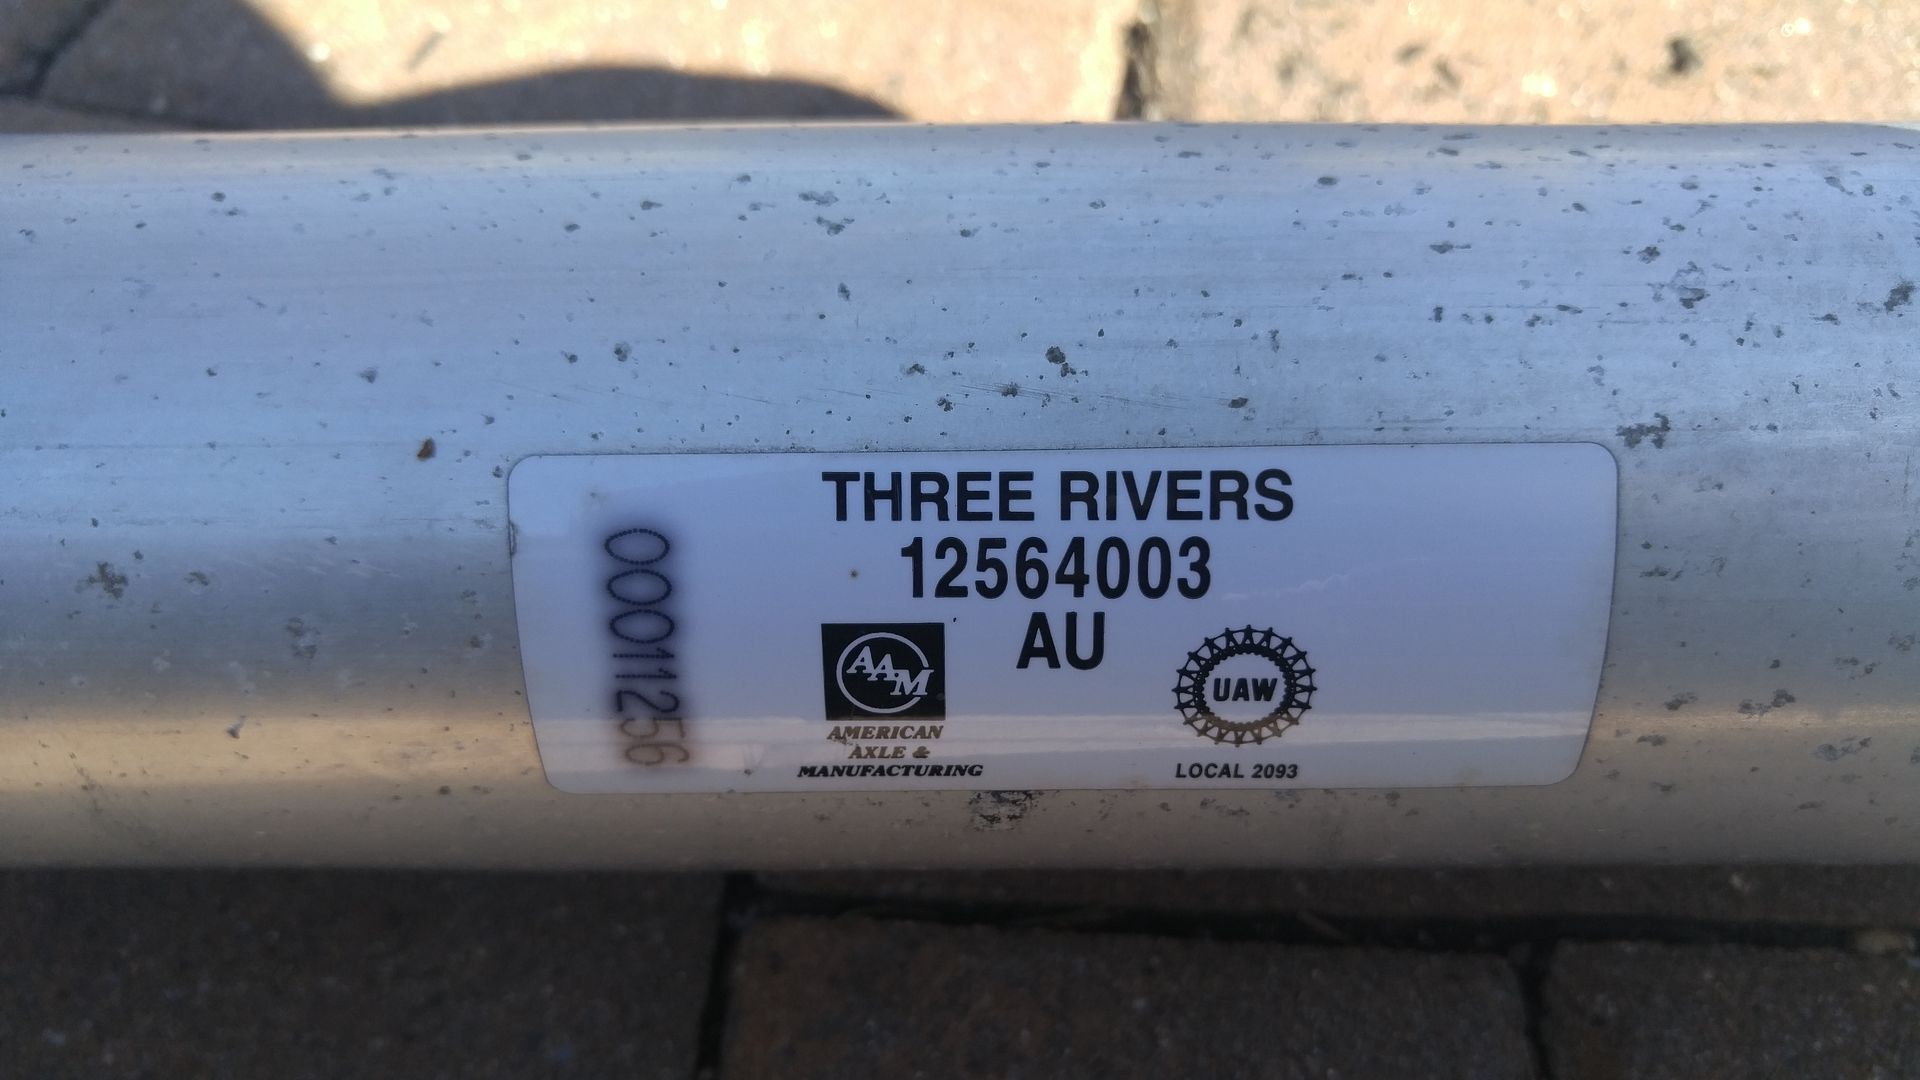 THREE RIVERS
12564003
AU
00011256
AAM
AMERICAN
AXLE &
MANUFACTURING
UAW
LOCAL 2093